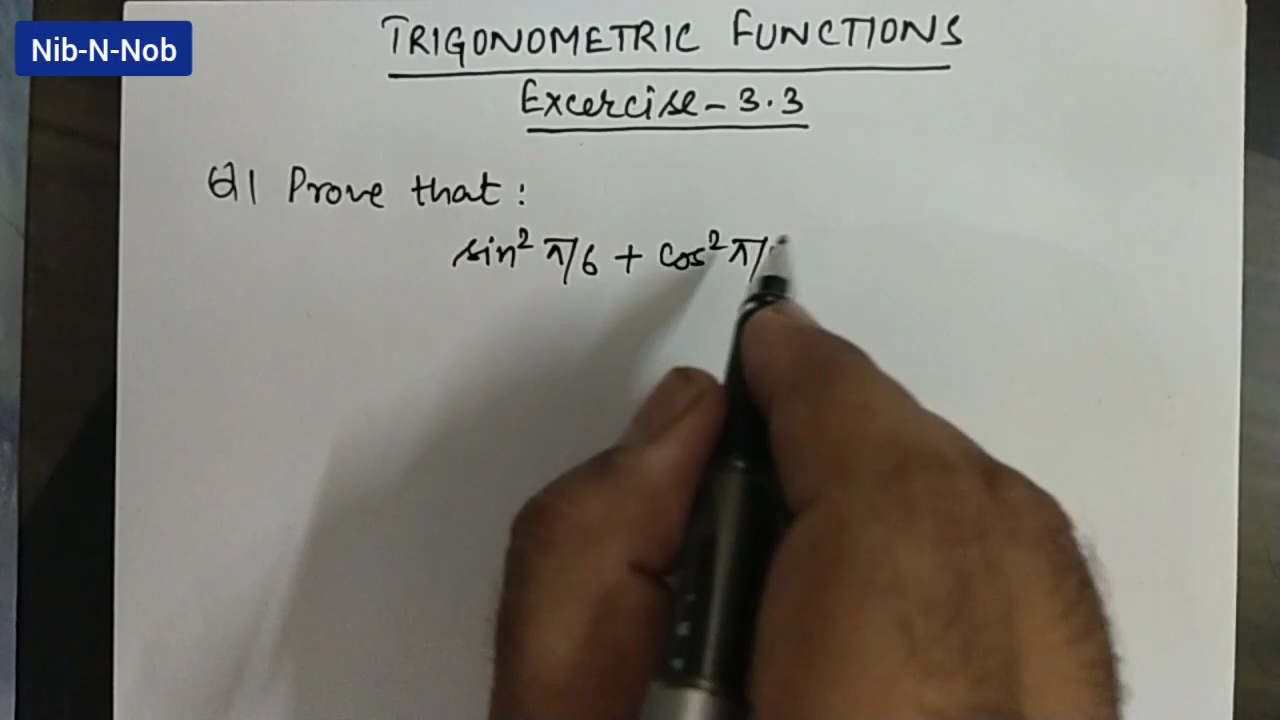 Nib-N-Nob
TRIGONOMETRIC FUNCTIONS
Excercise - 3.3
Q1 Prove that :
sin² π/6 + cos² π/